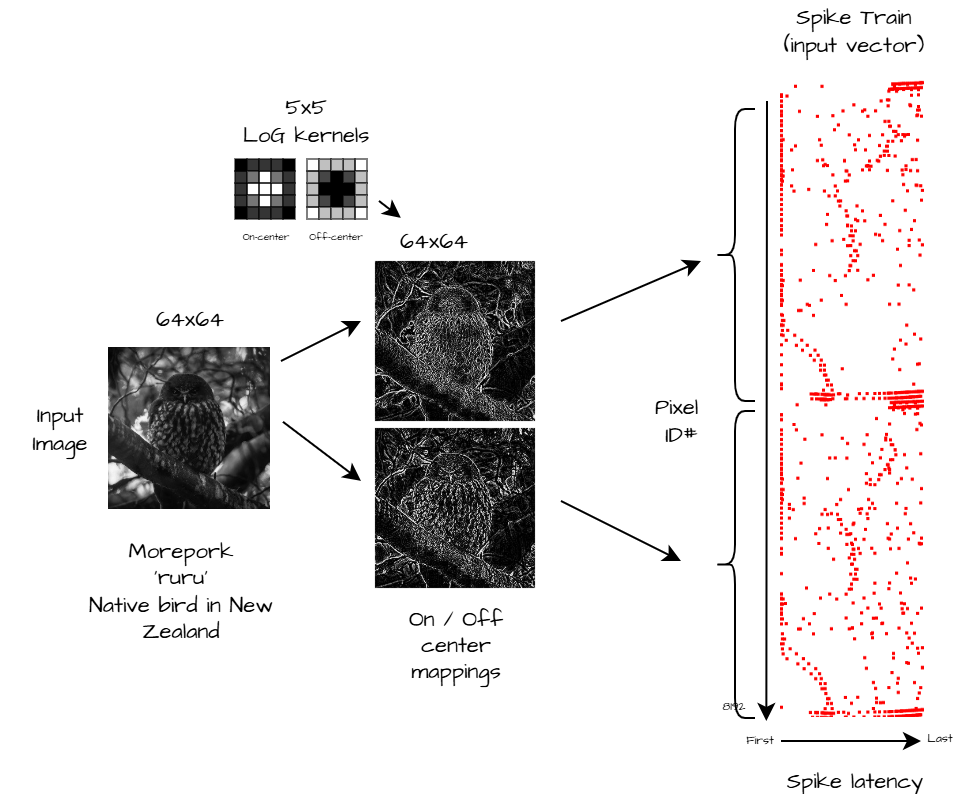 Spike Train
(input vector)
5x5
LoG kernels
On-center
Off-center
64x64
64x64
Input
Image
Pixel
ID#
Morepork
'ruru'
Native bird in New
Zealand
On / Off
center
mappings
8192
First
Last
Spike latency